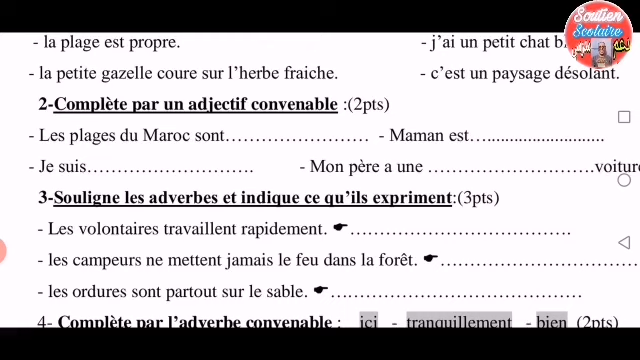 Soutien
Scolaire
- la plage est propre. - j'ai un petit chat b
- la petite gazelle coure sur l'herbe fraiche. - c'est un paysage désolant.
2-Complète par un adjectif convenable :(2pts)
- Les plages du Maroc sont…………………… - Maman est…............................
- Je suis………………………. - Mon père a une ……………………….voiture
3-Souligne les adverbes et indique ce qu'ils expriment:(3pts)
- Les volontaires travaillent rapidement. ☛……………………………….
- les campeurs ne mettent jamais le feu dans la forêt. ☛……………………………
- les ordures sont partout sur le sable. ☛…………………………………….
4- Complète par l'adverbe convenable : ici - tranquillement - bien (2pts)